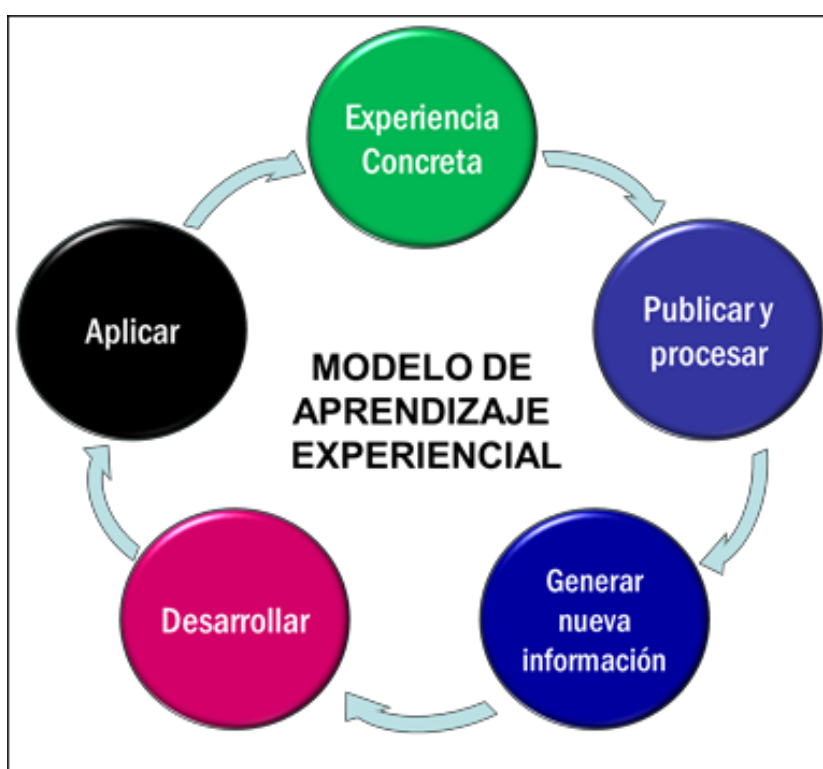 Experiencia
Concreta
Publicar y
procesar
Generar
nueva
información
Desarrollar
Aplicar
MODELO DE
APRENDIZAJE
EXPERIENCIAL